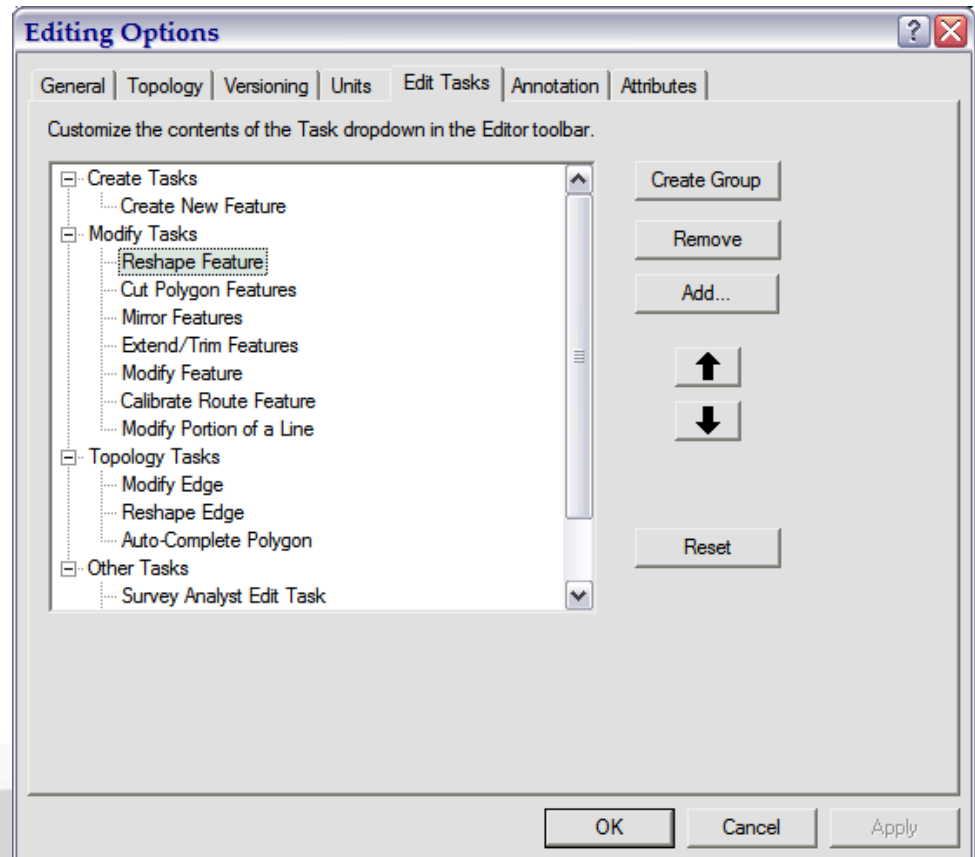 Editing Options
General Topology Versioning Units Edit Tasks Annotation Attributes
Customize the contents of the Task dropdown in the Editor toolbar.
Create Tasks
Create New Feature
Modify Tasks
Reshape Feature
Cut Polygon Features
Mirror Features
Extend/Trim Features
Modify Feature
Calibrate Route Feature
Modify Portion of a Line
Topology Tasks
Modify Edge
Reshape Edge
Auto-Complete Polygon
Other Tasks
Survey Analyst Edit Task
Create Group
Remove
Add...
Reset
OK Cancel Apply